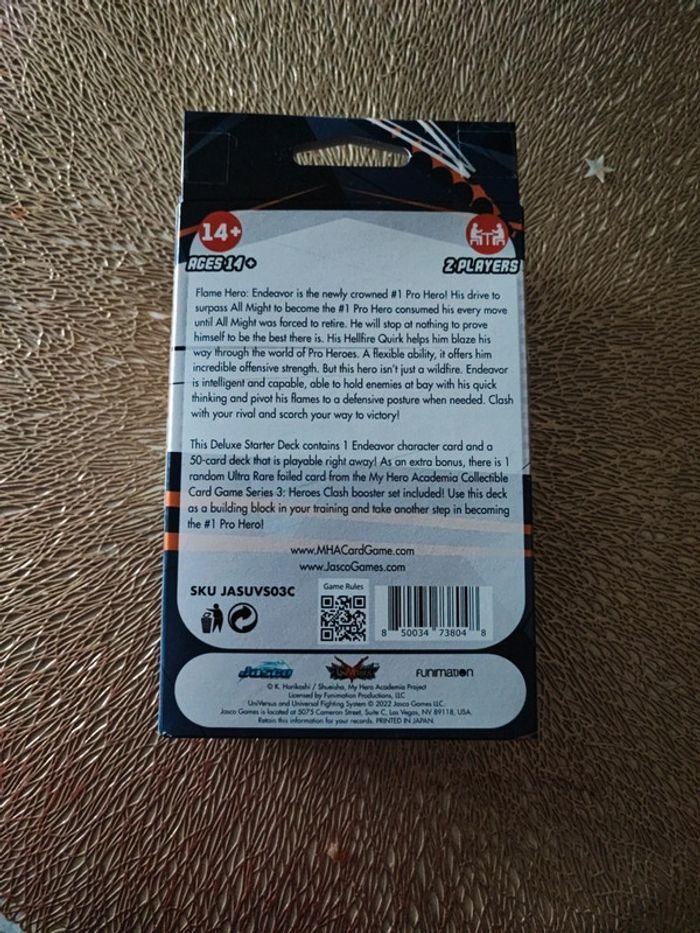 14+
AGES 14+
2 PLAYERS
Flame Hero: Endeavor is the newly crowned #1 Pro Hero! His drive to
surpass All Might to become the #1 Pro Hero consumed his every move
until All Might was forced to retire. He will stop at nothing to prove
himself to be the best there is. His Hellfire Quirk helps him blaze his
way through the world of Pro Heroes. A flexible ability, it offers him
incredible offensive strength. But this hero isn't just a wildfire. Endeavor
is intelligent and capable, able to hold enemies at bay with his quick
thinking and pivot his flames to a defensive posture when needed. Clash
with your rival and scorch your way to victory!
This Deluxe Starter Deck contains 1 Endeavor character card and a
50-card deck that is playable right away! As an extra bonus, there is 1
random Ultra Rare foiled card from the My Hero Academia Collectible
Card Game Series 3: Heroes Clash booster set included! Use this deck
as a building block in your training and take another step in becoming
the #1 Pro Hero!
www.MHACardGame.com
www.JascoGames.com
SKU JASUVS03C
Game Rules
8 50034 73804 8
Jasco
UniVersus
FUNIMATION
© K. Horikoshi / Shueisha, My Hero Academia Project
Licensed by Funimation Productions, LLC
UniVersus and Universal Fighting System © 2022 Jasco Games LLC.
Jasco Games is located at 5075 Cameron Street, Suite C, Las Vegas, NV 89118, USA.
Retain this information for your records. PRINTED IN JAPAN.